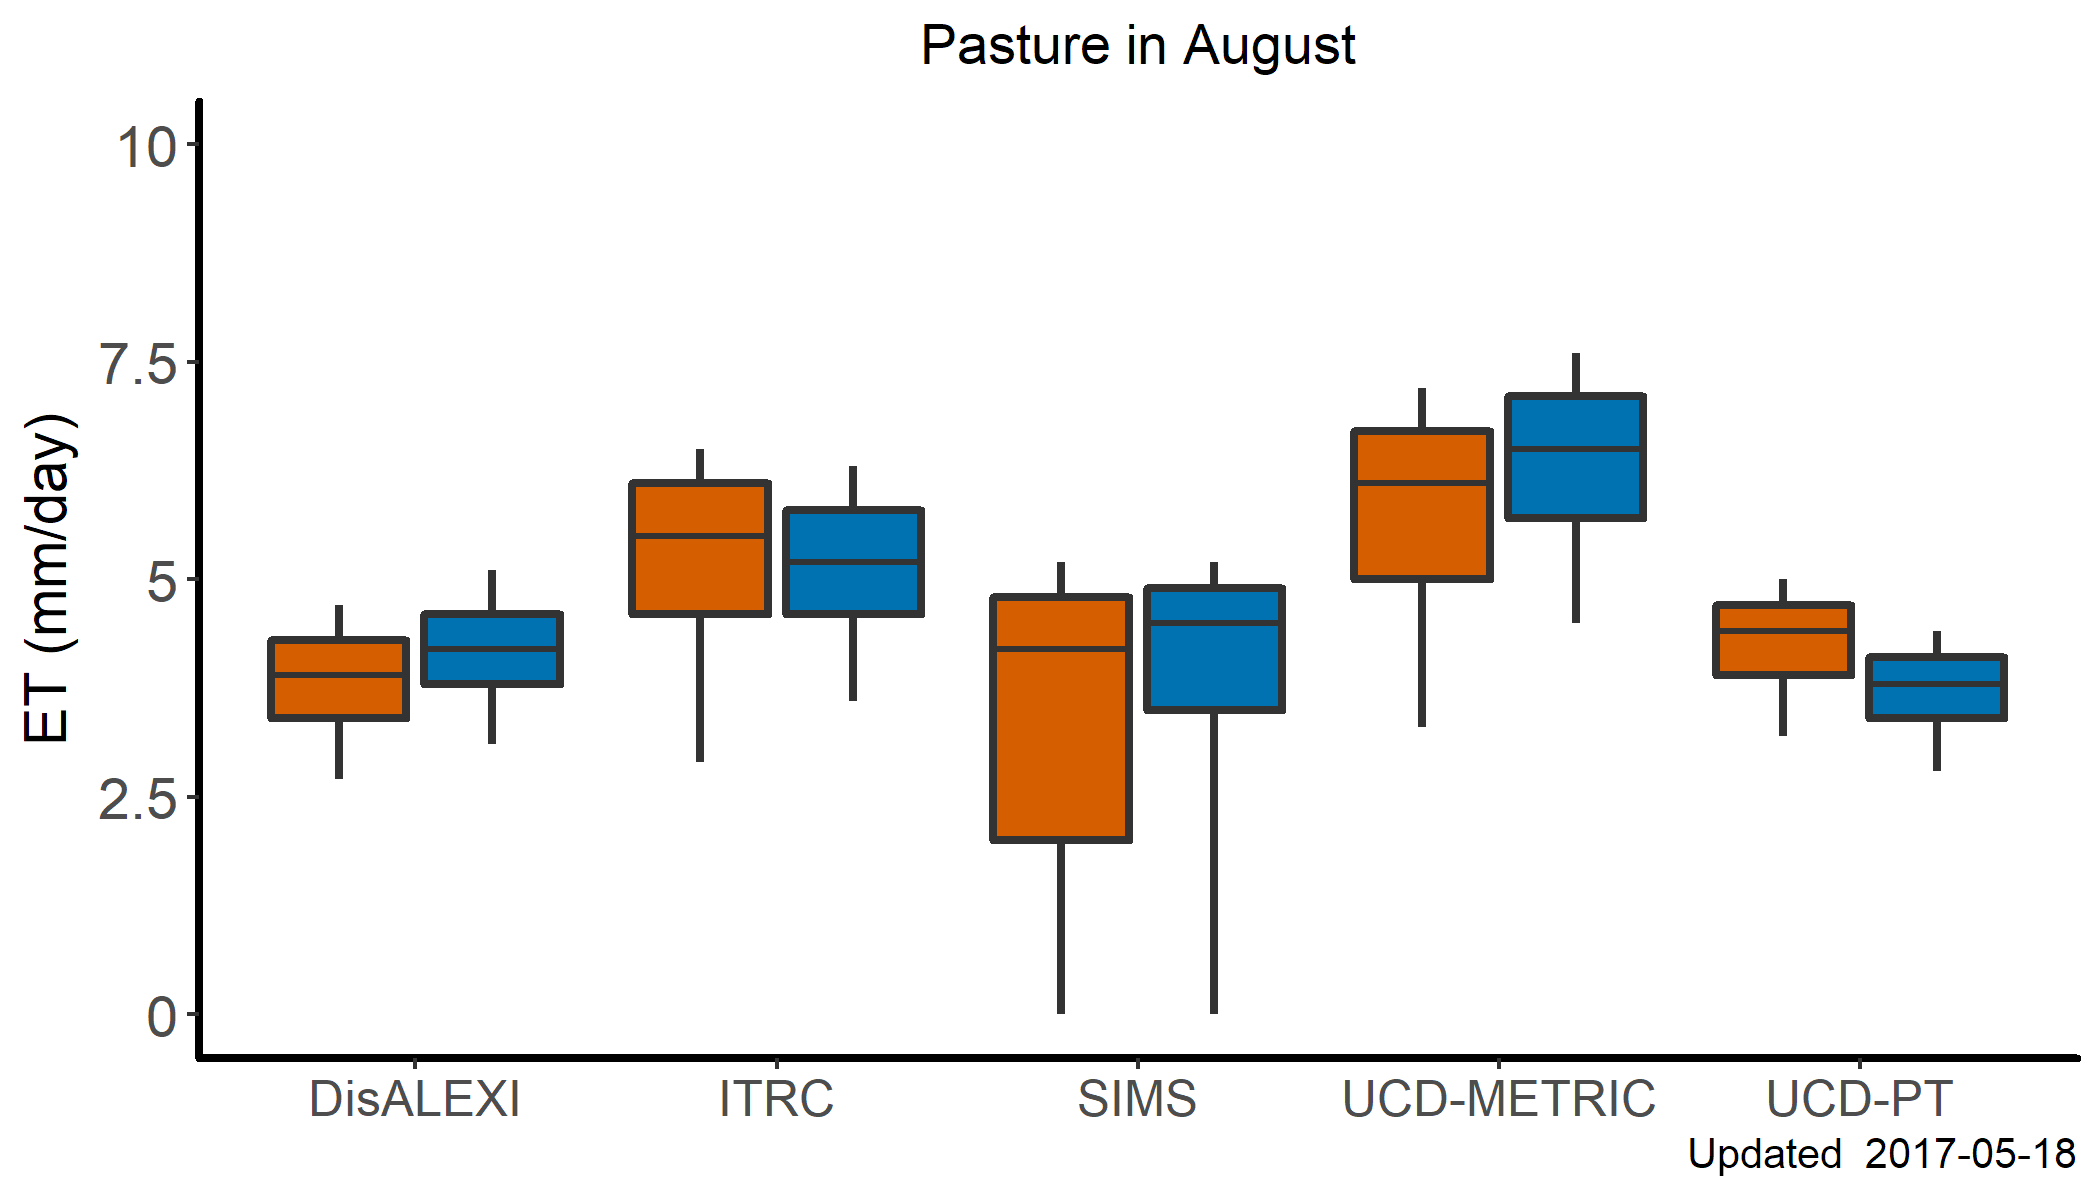 Pasture in August
ET (mm/day)
10
7.5
5
2.5
0
DisALEXI ITRC SIMS UCD-METRIC UCD-PT
Updated  2017-05-18